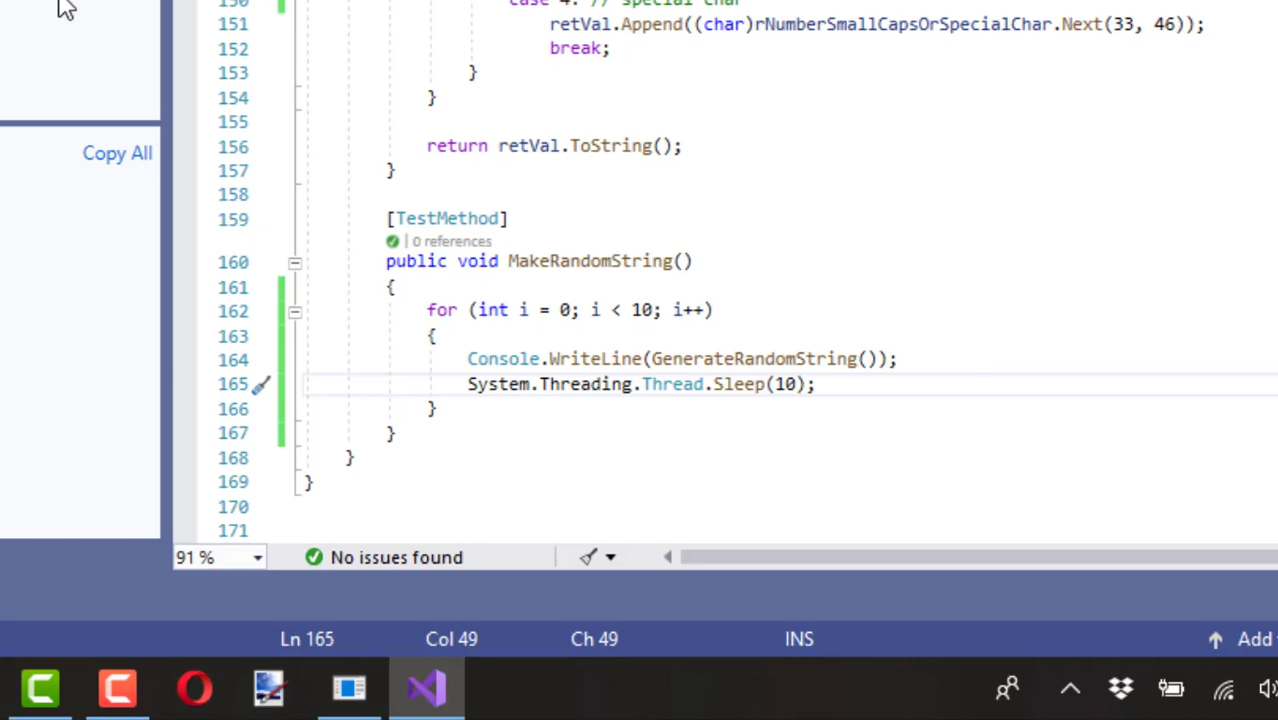 150 case 4: // special char
151 retVal.Append((char)rNumberSmallCapsOrSpecialChar.Next(33, 46));
152 break;
153 }
154 }
155
156 return retVal.ToString();
157 }
158
159 [TestMethod]
| 0 references
160 public void MakeRandomString()
161 {
162 for (int i = 0; i < 10; i++)
163 {
164 Console.WriteLine(GenerateRandomString());
165 System.Threading.Thread.Sleep(10);
166 }
167 }
168 }
169 }
170
171
Copy All
91 % No issues found
Ln 165 Col 49 Ch 49 INS Add